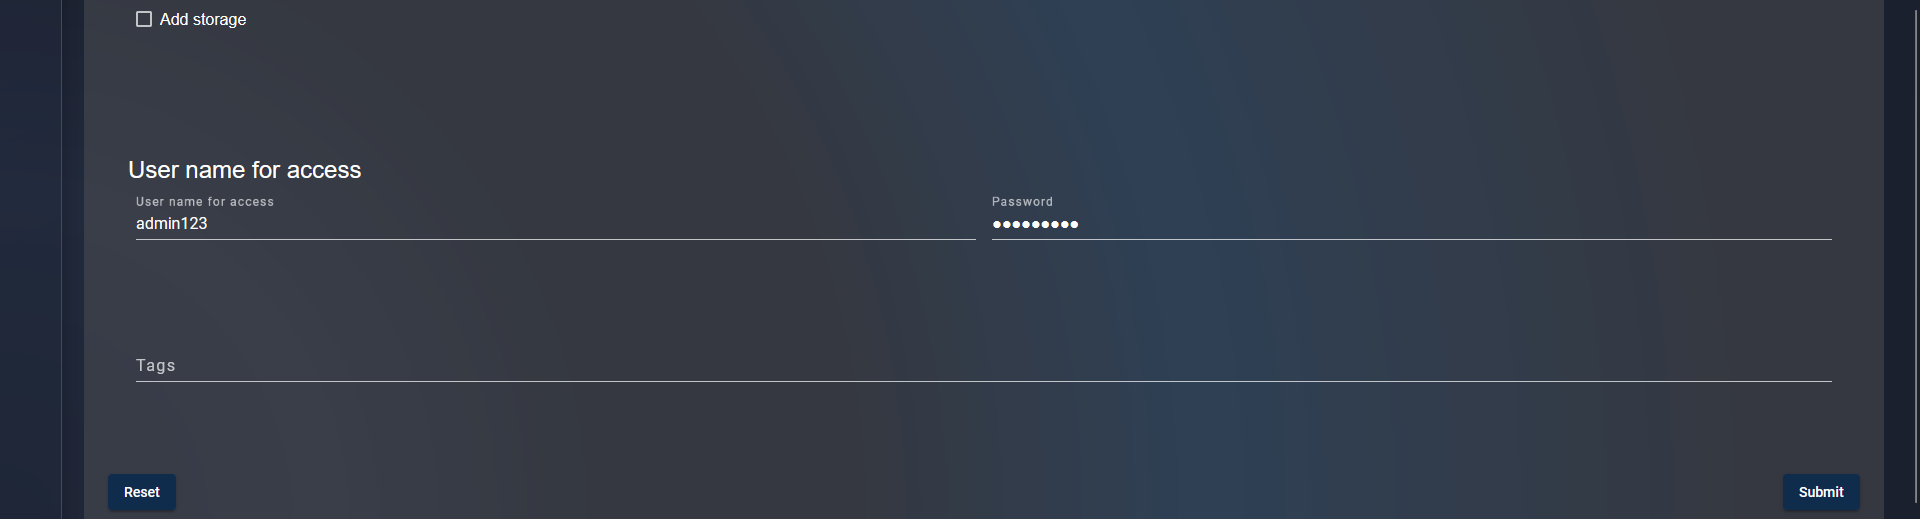 Add storage
User name for access
User name for access
Password
admin123
●●●●●●●●●
Tags
Reset
Submit